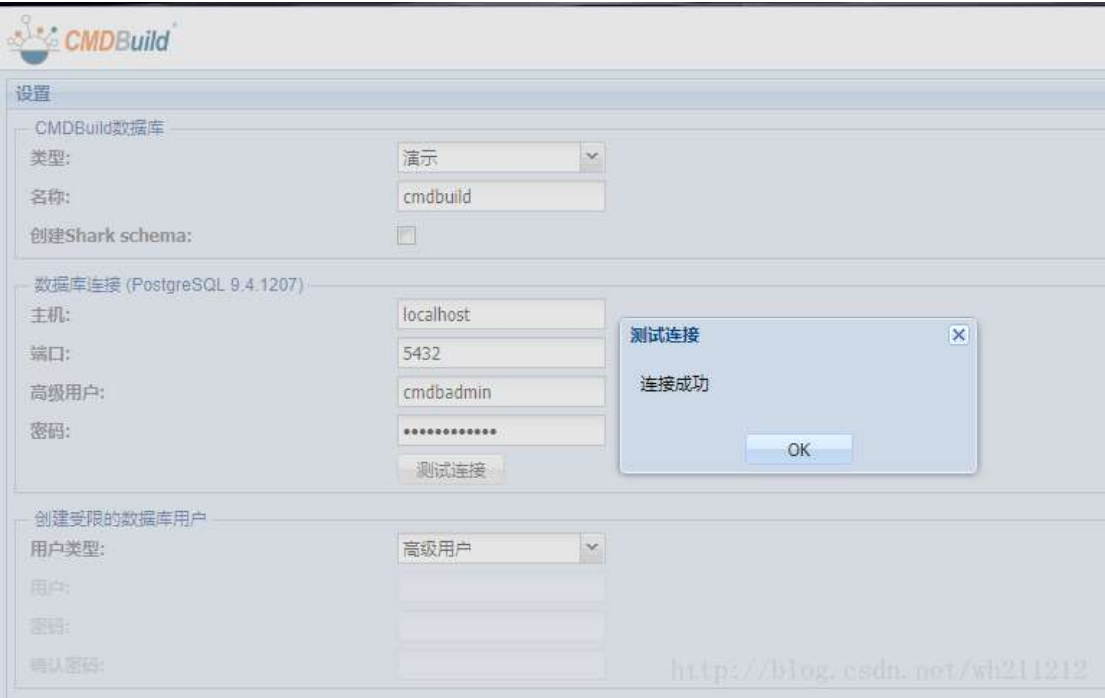 CMDBuild
设置
CMDBuild数据库
类型: 演示
名称: cmdbuild
创建Shark schema:
数据库连接 (PostgreSQL 9.4.1207)
主机: localhost
端口: 5432
高级用户: cmdbadmin
密码: ••••••••••••
测试连接
测试连接
连接成功
OK
创建受限的数据库用户
用户类型: 高级用户
用户:
密码:
确认密码:
http://blog.csdn.net/wh211212